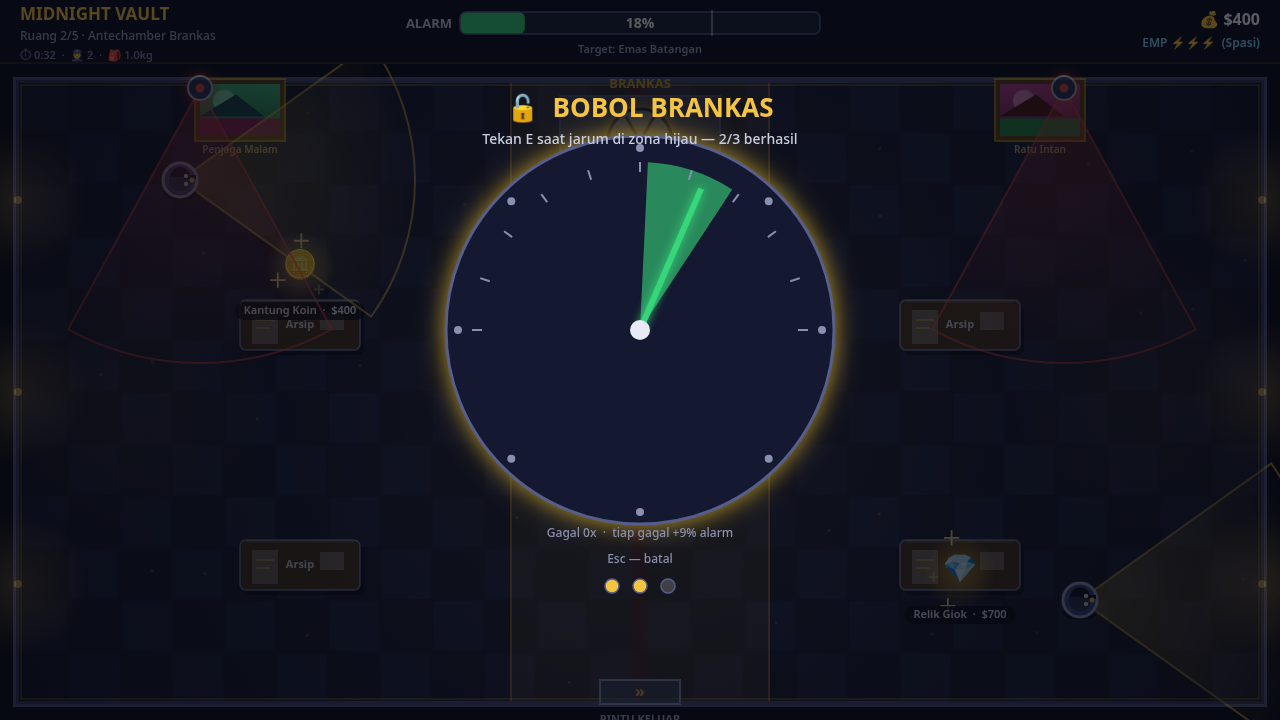 MIDNIGHT VAULT
Ruang 2/5 · Antechamber Brankas
⏱ 0:32 · 👮 2 · 🎒 1.0kg
ALARM 18%
Target: Emas Batangan
💰 $400
EMP ⚡⚡⚡ (Spasi)
BRANKAS
🔓 BOBOL BRANKAS
Tekan E saat jarum di zona hijau — 2/3 berhasil
Penjaga Malam
Ratu Intan
Kantung Koin · $400
Arsip
Arsip
Gagal 0x · tiap gagal +9% alarm
Esc — batal
Arsip
Relik Giok · $700
»
PINTU KELUAR